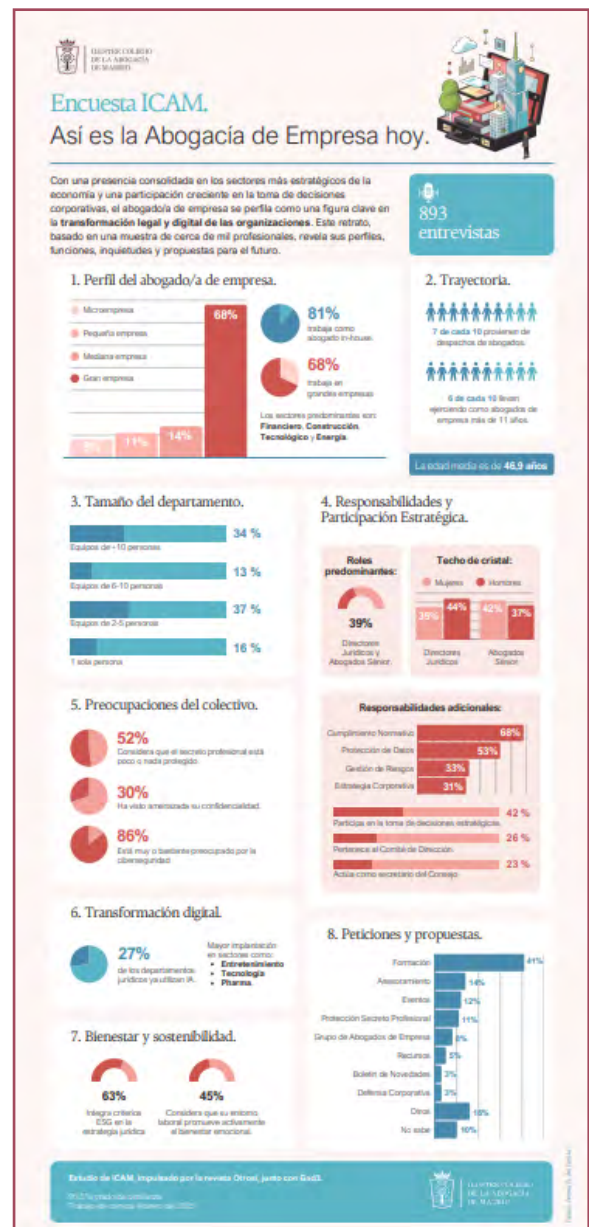 ILUSTRE COLEGIO
DE LA ABOGACÍA
DE MADRID
Encuesta ICAM.
Así es la Abogacía de Empresa hoy.
Con una presencia consolidada en los sectores más estratégicos de la
economía y una participación creciente en la toma de decisiones
corporativas, el abogado/a de empresa se perfila como una figura clave en
la transformación legal y digital de las organizaciones. Este retrato,
basado en una muestra de cerca de mil profesionales, revela sus perfiles,
funciones, inquietudes y propuestas para el futuro.
893
entrevistas
1. Perfil del abogado/a de empresa.
Microempresa
Pequeña empresa
Mediana empresa
Gran empresa
11%
14%
68%
81%
trabaja como
abogado in-house.
68%
trabaja en
grandes empresas
Los sectores predominantes son:
Financiero, Construcción,
Tecnológico y Energía.
2. Trayectoria.
7 de cada 10 provienen de
despachos de abogados.
6 de cada 10 llevan
ejerciendo como abogados de
empresa más de 11 años.
La edad media es de 46,9 años
3. Tamaño del departamento.
34 %
Equipos de +10 personas
13 %
Equipos de 6-10 personas
37 %
Equipos de 2-5 personas
16 %
1 sola persona
4. Responsabilidades y
Participación Estratégica.
Roles
predominantes:
39%
Directores
Jurídicos y
Abogados Sénior.
Techo de cristal:
Mujeres
Hombres
44%
42%
37%
Directores
Jurídicos
Abogados
Sénior
Responsabilidades adicionales:
Cumplimiento Normativo
68%
Protección de Datos
53%
Gestión de Riesgos
33%
Estrategia Corporativa
31%
42 %
Participa en la toma de decisiones estratégicas.
26 %
Pertenece al Comité de Dirección
23 %
Actúa como secretario del Consejo
5. Preocupaciones del colectivo.
52%
Considera que el secreto profesional está
poco o nada protegido.
30%
Ha visto amenazada su confidencialidad.
86%
Está muy o bastante preocupado por la
ciberseguridad
6. Transformación digital.
27%
de los departamentos
jurídicos ya utilizan IA.
Mayor implantación
en sectores como:
• Entretenimiento
• Tecnología
• Pharma.
7. Bienestar y sostenibilidad.
63%
Integra criterios
ESG en la
estrategia jurídica
45%
Considera que su entorno
laboral promueve activamente
el bienestar emocional.
8. Peticiones y propuestas.
Formación
41%
Asesoramiento
14%
Eventos
12%
Protección Secreto Profesional
11%
Grupo de Abogados de Empresa
8%
Recursos
5%
Boletín de Novedades
3%
Defensa Corporativa
3%
Otros
No sabe
10%
Estudio de ICAM, impulsado por la revista Otrosí, junto con Gad3.
ILUSTRE COLEGIO
DE LA ABOGACÍA
DE MADRID